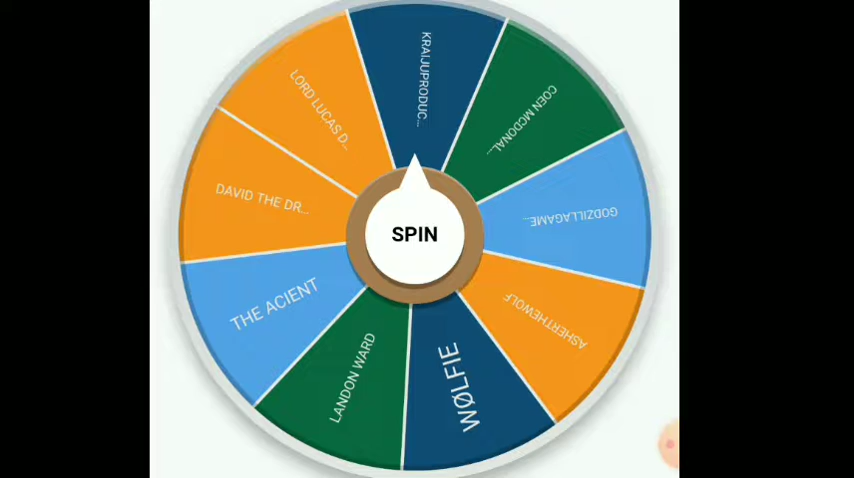 KRAIJUPRODUC...
COEN MCDONAL...
GODZILLAGAME...
ASHERTHEWOLF
WØLFIE
LANDON WARD
THE ACIENT
DAVID THE DR...
LORD LUCAS D...
SPIN